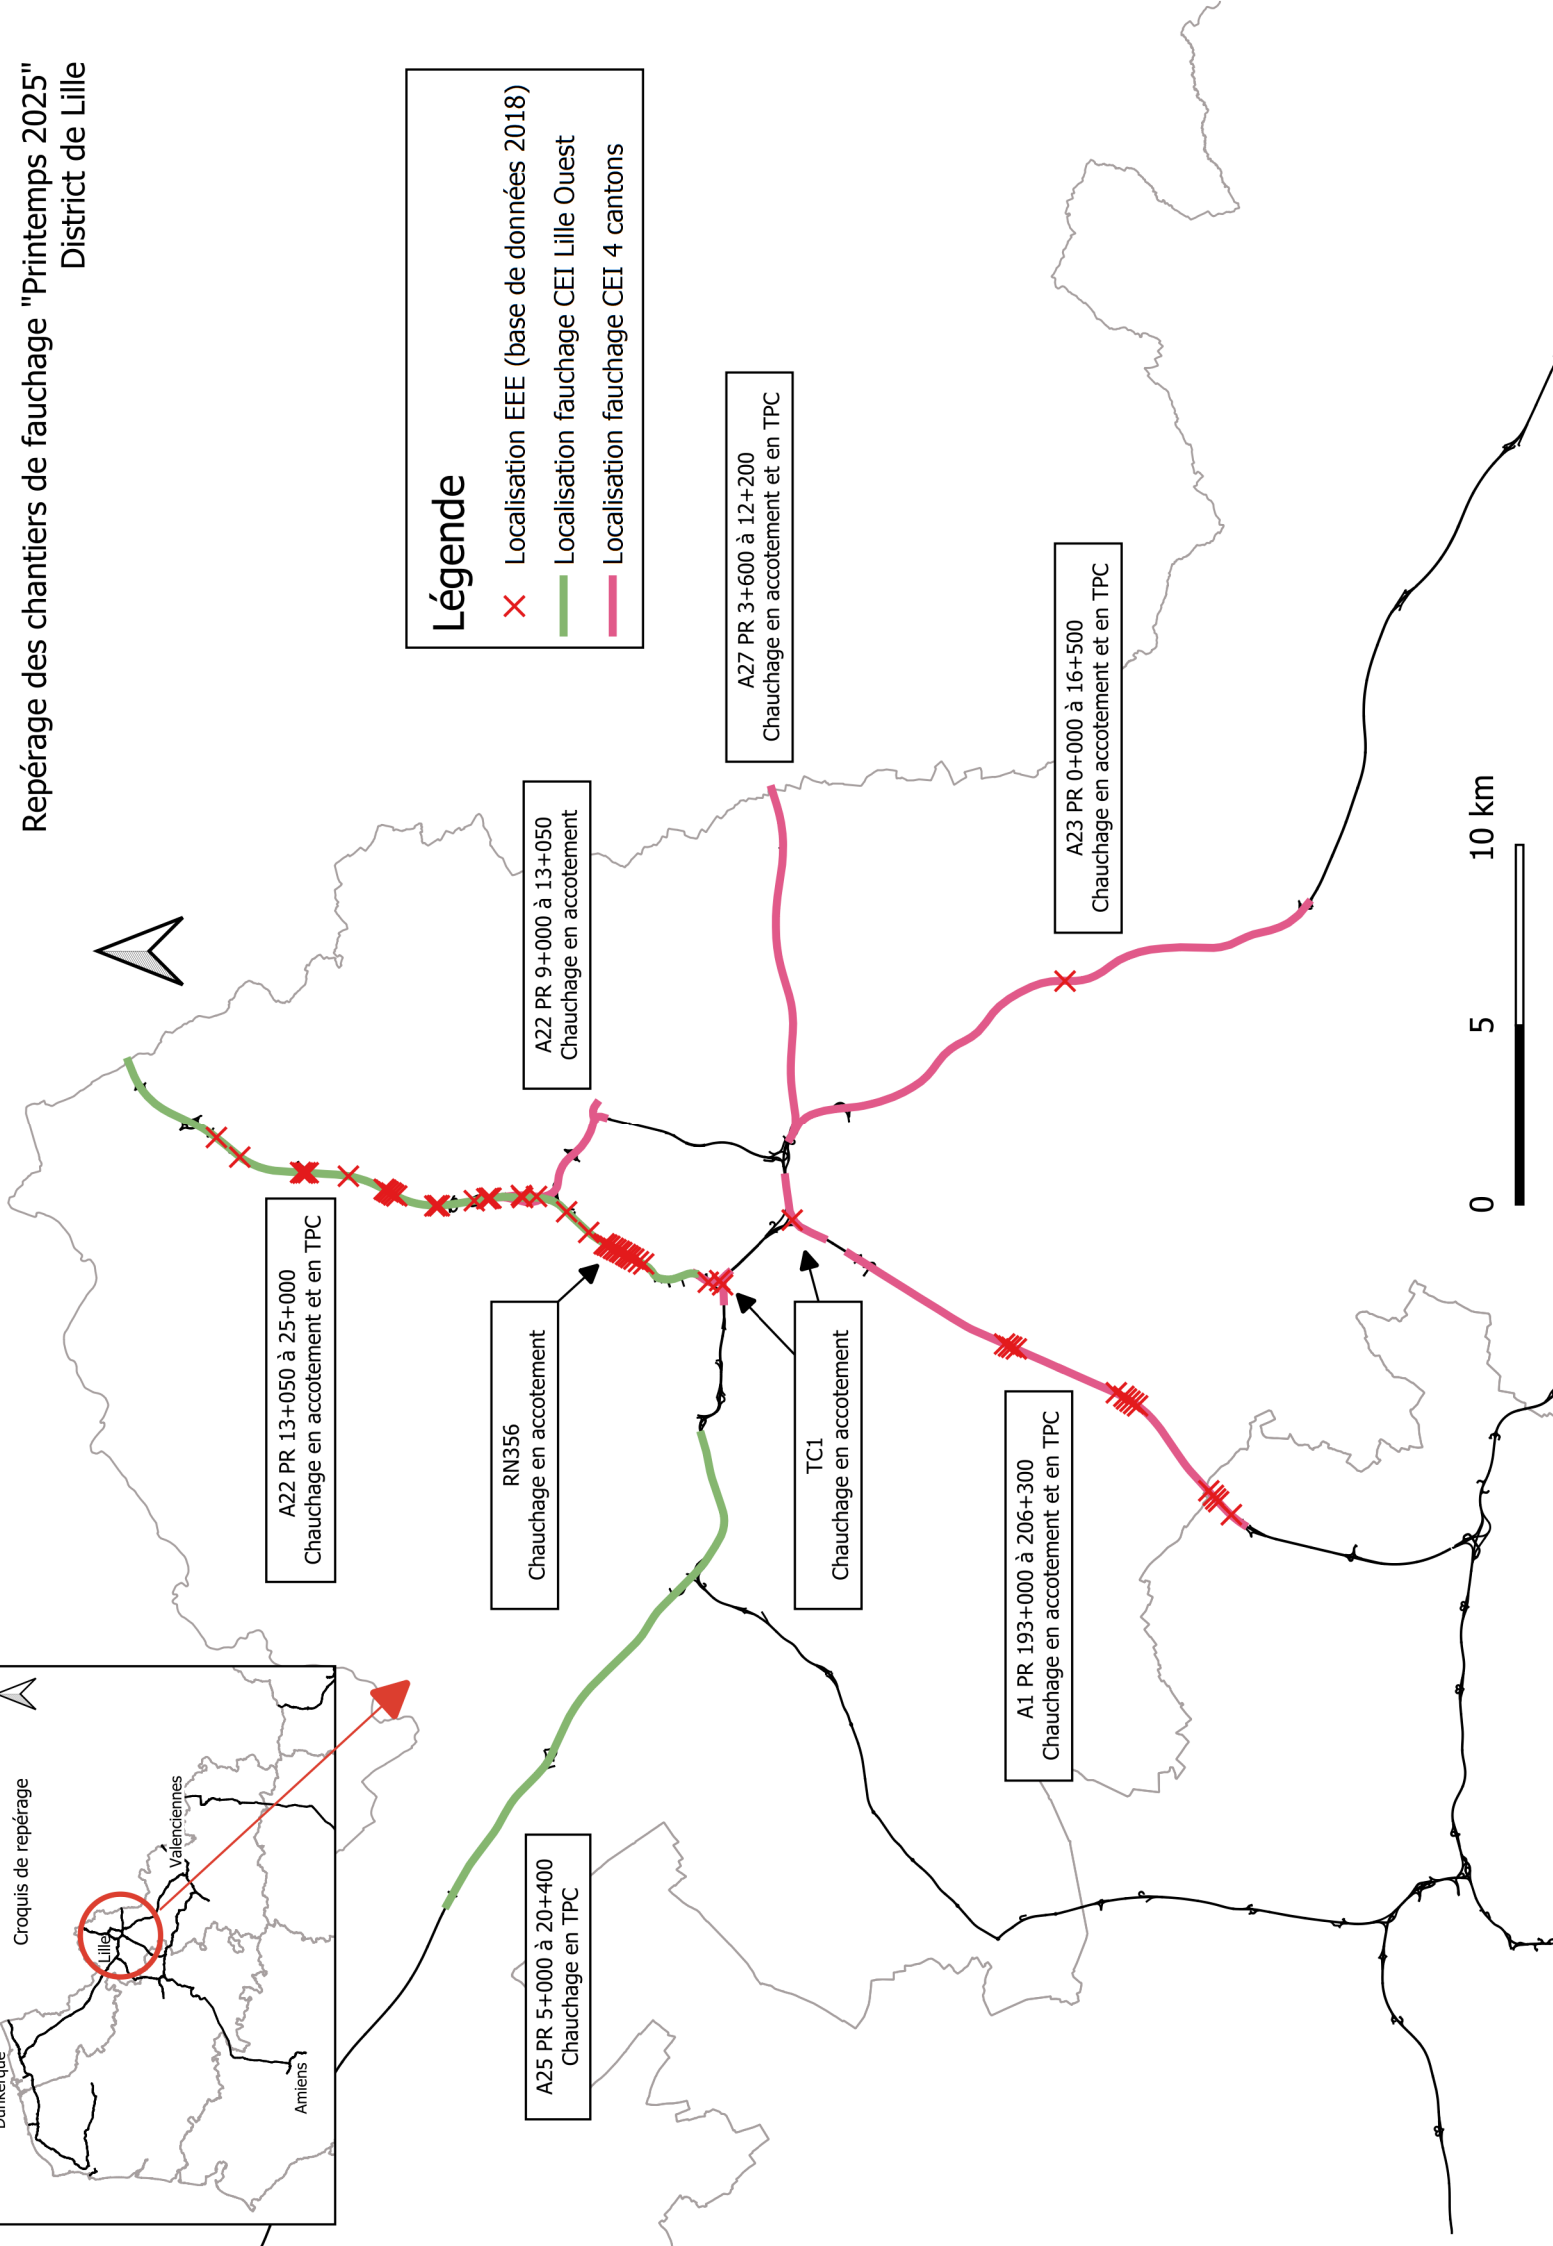 Repérage des chantiers de fauchage "Printemps 2025"
District de Lille
Légende
Localisation EEE (base de données 2018)
Localisation fauchage CEI Lille Ouest
Localisation fauchage CEI 4 cantons
Croquis de repérage
Dunkerque
Lille
Valenciennes
Amiens
A22 PR 13+050 à 25+000
Chauchage en accotement et en TPC
A22 PR 9+000 à 13+050
Chauchage en accotement
RN356
Chauchage en accotement
A27 PR 3+600 à 12+200
Chauchage en accotement et en TPC
A25 PR 5+000 à 20+400
Chauchage en TPC
TC1
Chauchage en accotement
A23 PR 0+000 à 16+500
Chauchage en accotement et en TPC
A1 PR 193+000 à 206+300
Chauchage en accotement et en TPC
0 5 10 km